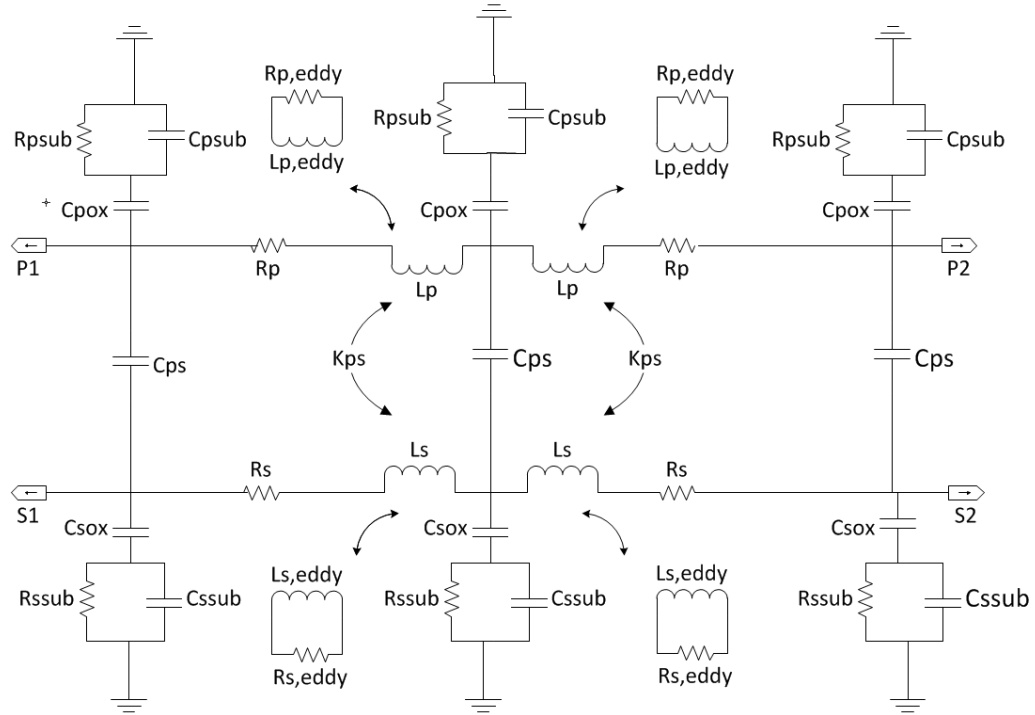 Rp,eddy
Rp,eddy
Rpsub
Cpsub
Rpsub
Cpsub
Rpsub
Cpsub
Lp,eddy
Lp,eddy
Cpox
Cpox
Cpox
P1
Rp
Lp
Lp
Rp
P2
Cps
Kps
Cps
Kps
Cps
Ls
Ls
Rs
Rs
S1
S2
Csox
Csox
Csox
Ls,eddy
Ls,eddy
Rssub
Cssub
Rssub
Cssub
Rssub
Cssub
Rs,eddy
Rs,eddy